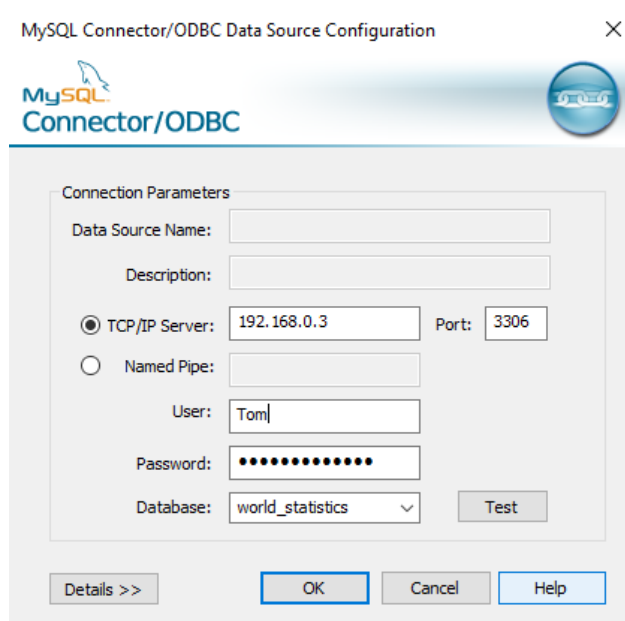 MySQL Connector/ODBC Data Source Configuration
MySQL
Connector/ODBC
Connection Parameters
Data Source Name:
Description:
TCP/IP Server: 192.168.0.3 Port: 3306
Named Pipe:
User: Tom
Password: •••••••••••••
Database: world_statistics Test
Details >> OK Cancel Help